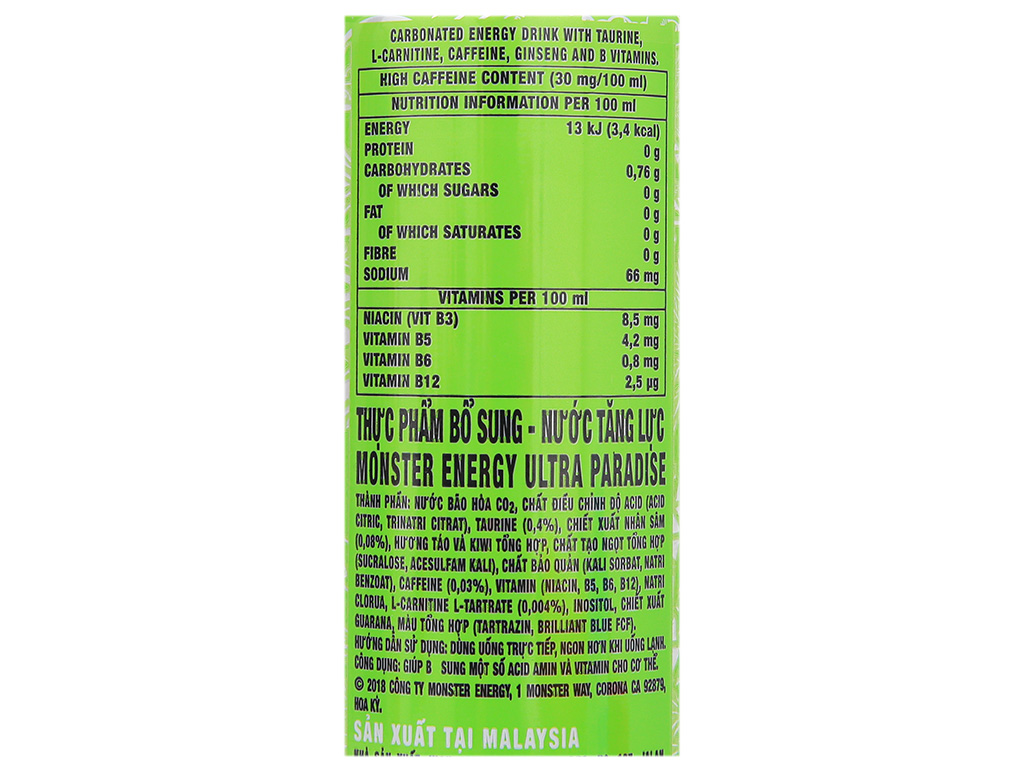 CARBONATED ENERGY DRINK WITH TAURINE,
L-CARNITINE, CAFFEINE, GINSENG AND B VITAMINS.
HIGH CAFFEINE CONTENT (30 mg/100 ml)
NUTRITION INFORMATION PER 100 ml
ENERGY 13 kJ (3,4 kcal)
PROTEIN 0 g
CARBOHYDRATES 0,76 g
OF WHICH SUGARS 0 g
FAT 0 g
OF WHICH SATURATES 0 g
FIBRE 0 g
SODIUM 66 mg
VITAMINS PER 100 ml
NIACIN (VIT B3) 8,5 mg
VITAMIN B5 4,2 mg
VITAMIN B6 0,8 mg
VITAMIN B12 2,5 µg
THỰC PHẨM BỔ SUNG - NƯỚC TĂNG LỰC
MONSTER ENERGY ULTRA PARADISE
THÀNH PHẦN: NƯỚC BÃO HÒA CO₂, CHẤT ĐIỀU CHỈNH ĐỘ ACID (ACID
CITRIC, TRINATRI CITRAT), TAURINE (0,4%), CHIẾT XUẤT NHÂN SÂM
(0,08%), HƯƠNG TÁO VÀ KIWI TỔNG HỢP, CHẤT TẠO NGỌT TỔNG HỢP
(SUCRALOSE, ACESULFAM KALI), CHẤT BẢO QUẢN (KALI SORBAT, NATRI
BENZOAT), CAFFEINE (0,03%), VITAMIN (NIACIN, B5, B6, B12), NATRI
CLORUA, L-CARNITINE L-TARTRATE (0,004%), INOSITOL, CHIẾT XUẤT
GUARANA, MÀU TỔNG HỢP (TARTRAZIN, BRILLIANT BLUE FCF).
HƯỚNG DẪN SỬ DỤNG: DÙNG UỐNG TRỰC TIẾP, NGON HƠN KHI UỐNG LẠNH.
CÔNG DỤNG: GIÚP B SUNG MỘT SỐ ACID AMIN VÀ VITAMIN CHO CƠ THỂ.
© 2018 CÔNG TY MONSTER ENERGY, 1 MONSTER WAY, CORONA CA 92879,
HOA KỲ.
SẢN XUẤT TẠI MALAYSIA